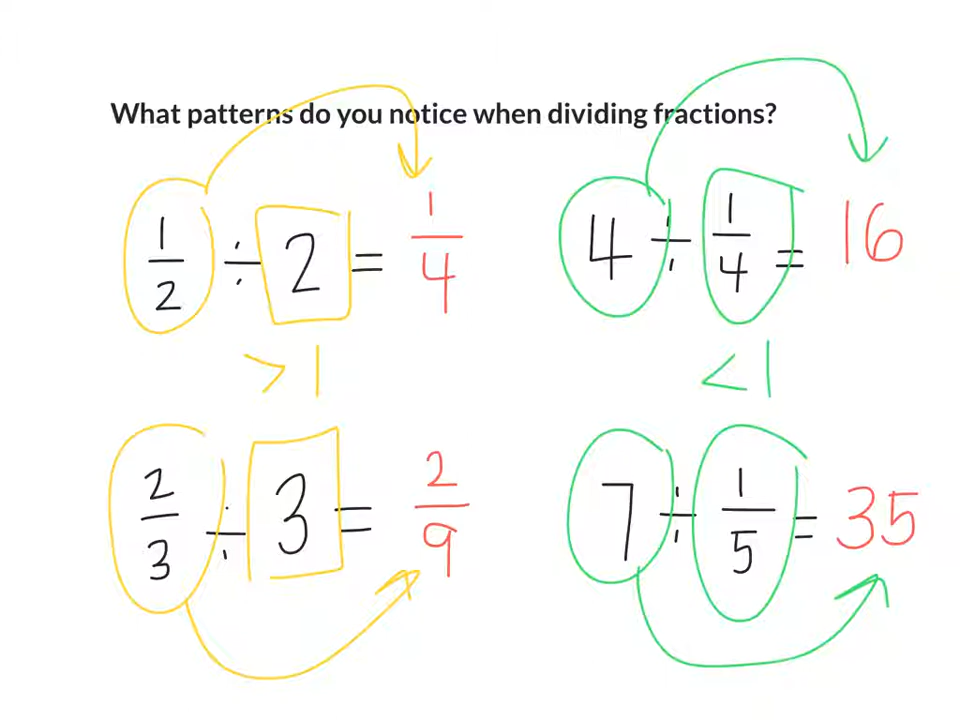 What patterns do you notice when dividing fractions?
1/2 ÷ 2 = 1/4
4 ÷ 1/4 = 16
>1
<1
2/3 ÷ 3 = 2/9
7 ÷ 1/5 = 35